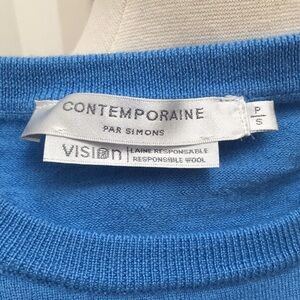 CONTEMPORAINE
PAR SIMONS
P
S
VISION LAINE RESPONSABLE
RESPONSIBLE WOOL